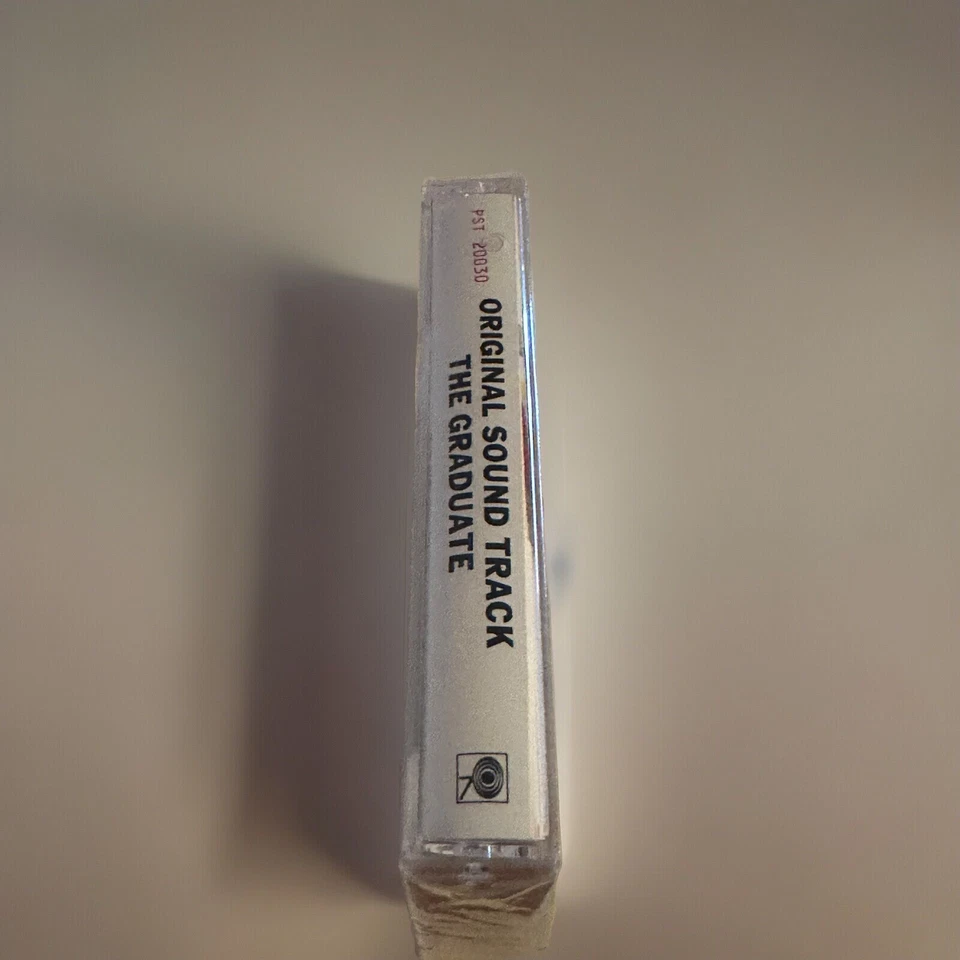 PST 20030
ORIGINAL SOUND TRACK
THE GRADUATE